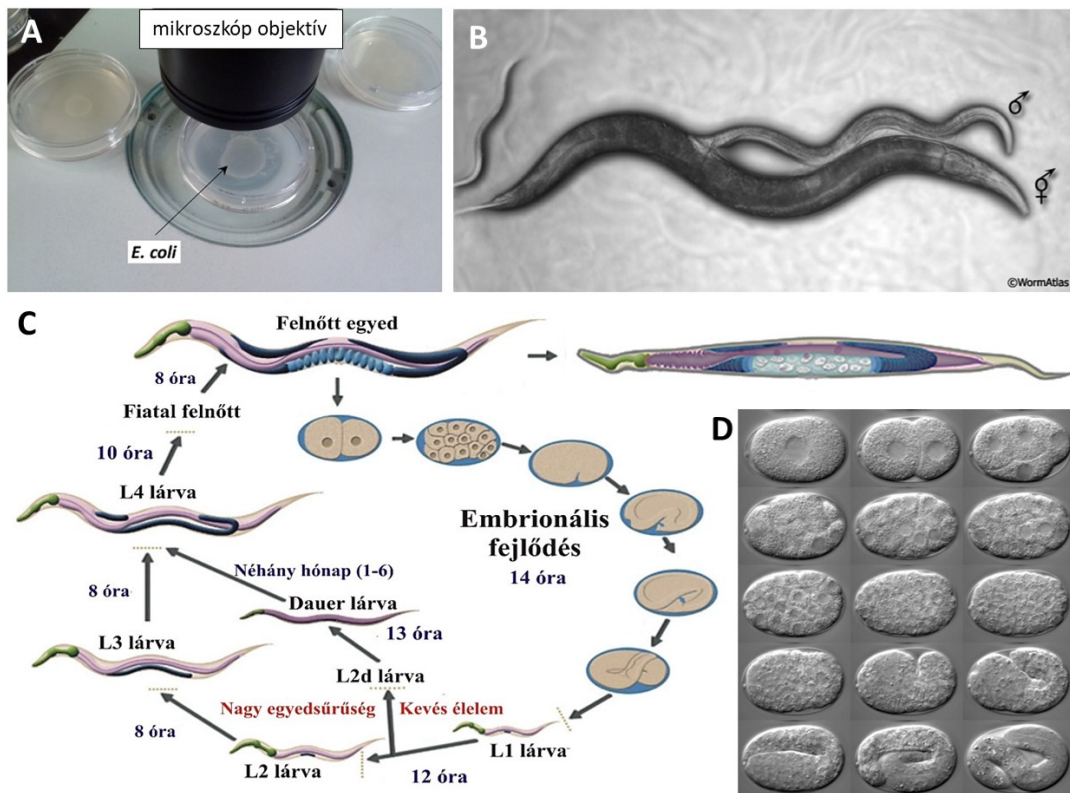 A
mikroszkóp objektív
E. coli
B
♂
⚥
©WormAtlas
C
Felnőtt egyed
8 óra
Fiatal felnőtt
10 óra
L4 lárva
Embrionális
fejlődés
14 óra
Néhány hónap (1-6)
8 óra
Dauer lárva
13 óra
L3 lárva
L2d lárva
Nagy egyedsűrűség
Kevés élelem
8 óra
L1 lárva
L2 lárva
12 óra
D